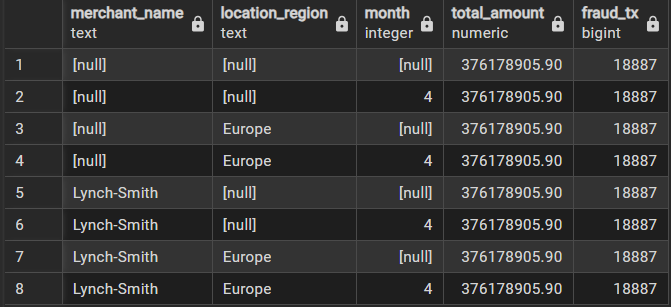 merchant_name location_region month total_amount fraud_tx
text text integer numeric bigint
1 [null] [null] [null] 376178905.90 18887
2 [null] [null] 4 376178905.90 18887
3 [null] Europe [null] 376178905.90 18887
4 [null] Europe 4 376178905.90 18887
5 Lynch-Smith [null] [null] 376178905.90 18887
6 Lynch-Smith [null] 4 376178905.90 18887
7 Lynch-Smith Europe [null] 376178905.90 18887
8 Lynch-Smith Europe 4 376178905.90 18887